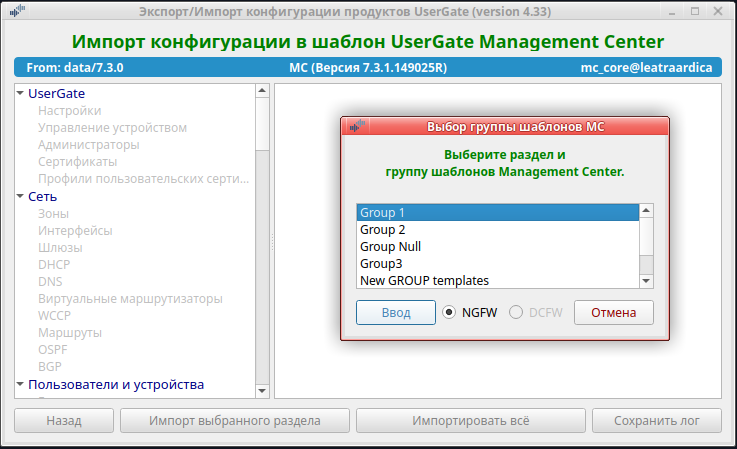 Экспорт/Импорт конфигурации продуктов UserGate (version 4.33)
Импорт конфигурации в шаблон UserGate Management Center
From: data/7.3.0 MC (Версия 7.3.1.149025R) mc_core@leatraardica
UserGate
Настройки
Управление устройством
Администраторы
Сертификаты
Профили пользовательских серти...
Сеть
Зоны
Интерфейсы
Шлюзы
DHCP
DNS
Виртуальные маршрутизаторы
WCCP
Маршруты
OSPF
BGP
Пользователи и устройства
Выбор группы шаблонов МС
Выберите раздел и
группу шаблонов Management Center.
Group 1
Group 2
Group Null
Group3
New GROUP templates
Ввод NGFW DCFW Отмена
Назад Импорт выбранного раздела Импортировать всё Сохранить лог